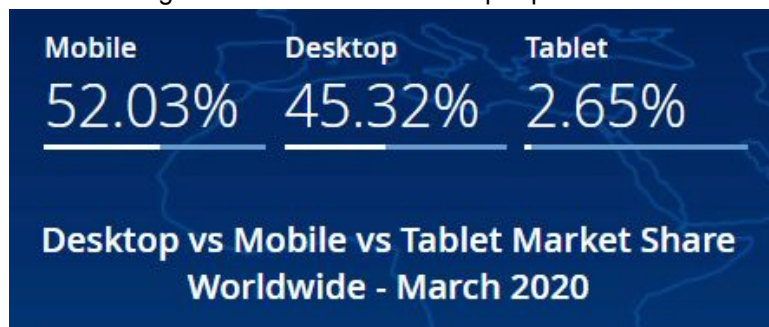 Mobile Desktop Tablet
52.03% 45.32% 2.65%
Desktop vs Mobile vs Tablet Market Share
Worldwide - March 2020